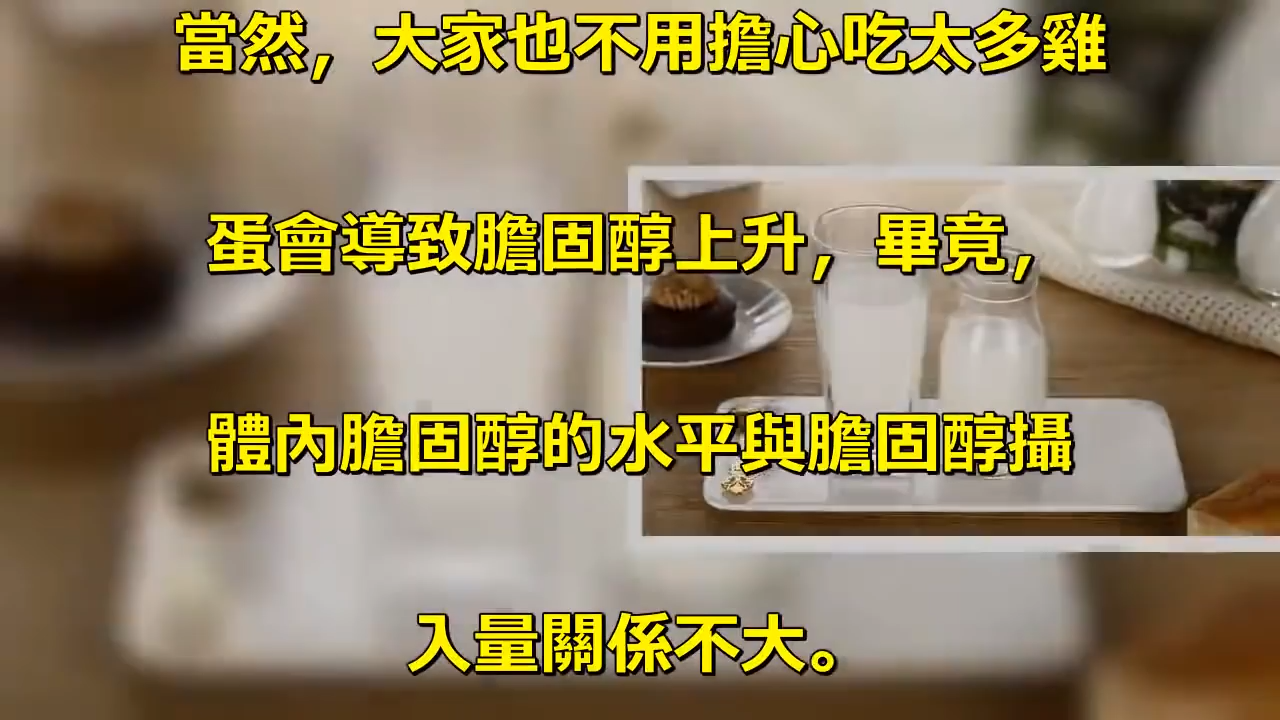 當然，大家也不用擔心吃太多雞
蛋會導致膽固醇上升，畢竟，
體內膽固醇的水平與膽固醇攝
入量關係不大。